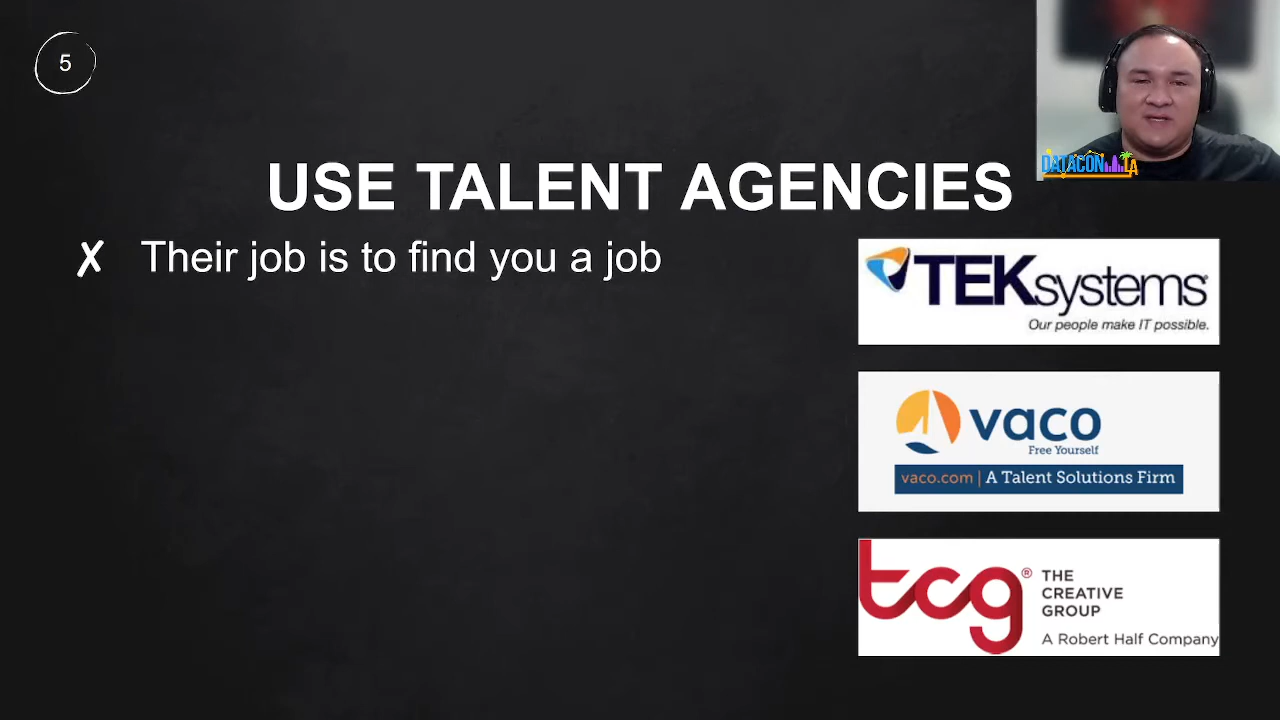 5
DATACON LA
USE TALENT AGENCIES
✗ Their job is to find you a job
TEKsystems
Our people make IT possible.
vaco
Free Yourself
vaco.com | A Talent Solutions Firm
tcg®
THE
CREATIVE
GROUP
A Robert Half Company